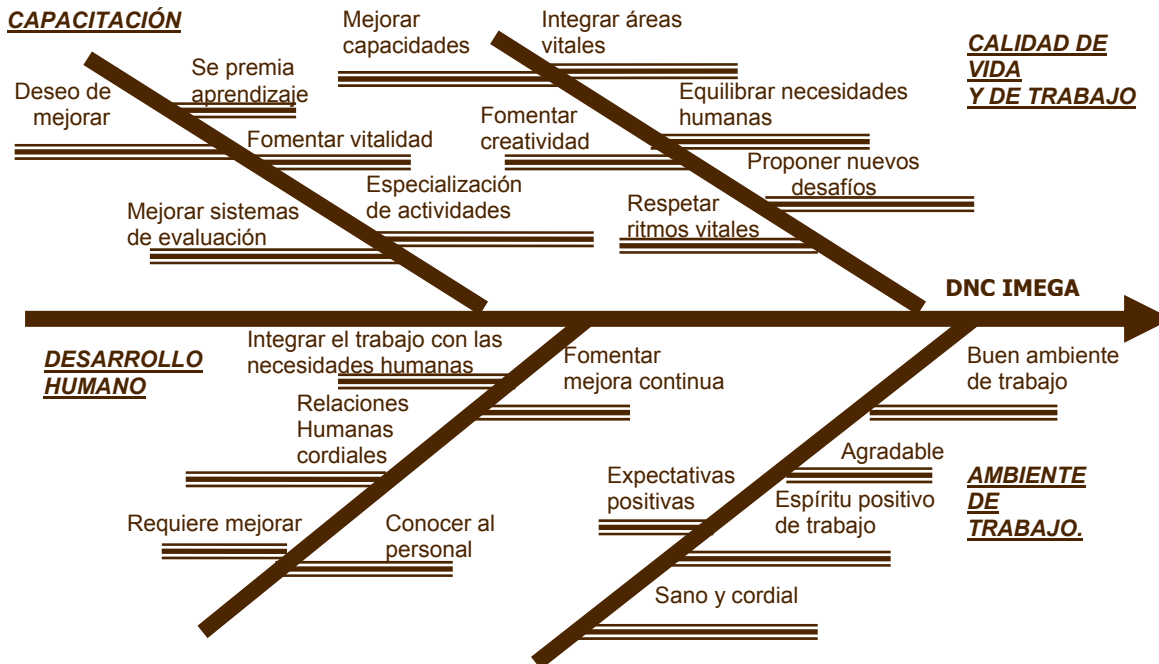 CAPACITACIÓN
Deseo de
mejorar
Se premia
aprendizaje
Fomentar vitalidad
Especialización
de actividades
Mejorar sistemas
de evaluación
Mejorar
capacidades
Integrar áreas
vitales
Fomentar
creatividad
Equilibrar necesidades
humanas
Proponer nuevos
desafíos
Respetar
ritmos vitales
CALIDAD DE
VIDA
Y DE TRABAJO
DNC IMEGA
DESARROLLO
HUMANO
Integrar el trabajo con las
necesidades humanas
Fomentar
mejora continua
Relaciones
Humanas
cordiales
Requiere mejorar
Conocer al
personal
Buen ambiente
de trabajo
Agradable
Expectativas
positivas
Espíritu positivo
de trabajo
Sano y cordial
AMBIENTE
DE
TRABAJO.